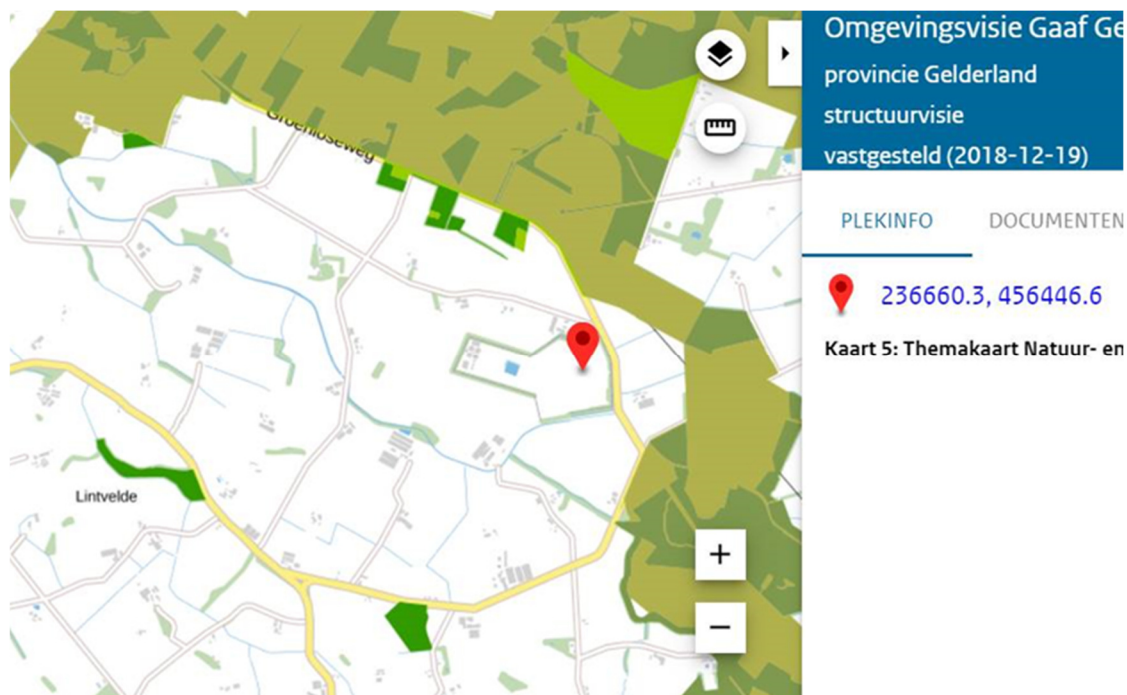 Groenloseweg
Lintvelde
+
−
Omgevingsvisie Gaaf Ge
provincie Gelderland
structuurvisie
vastgesteld (2018-12-19)
PLEKINFO
DOCUMENTEN
236660.3, 456446.6
Kaart 5: Themakaart Natuur- en